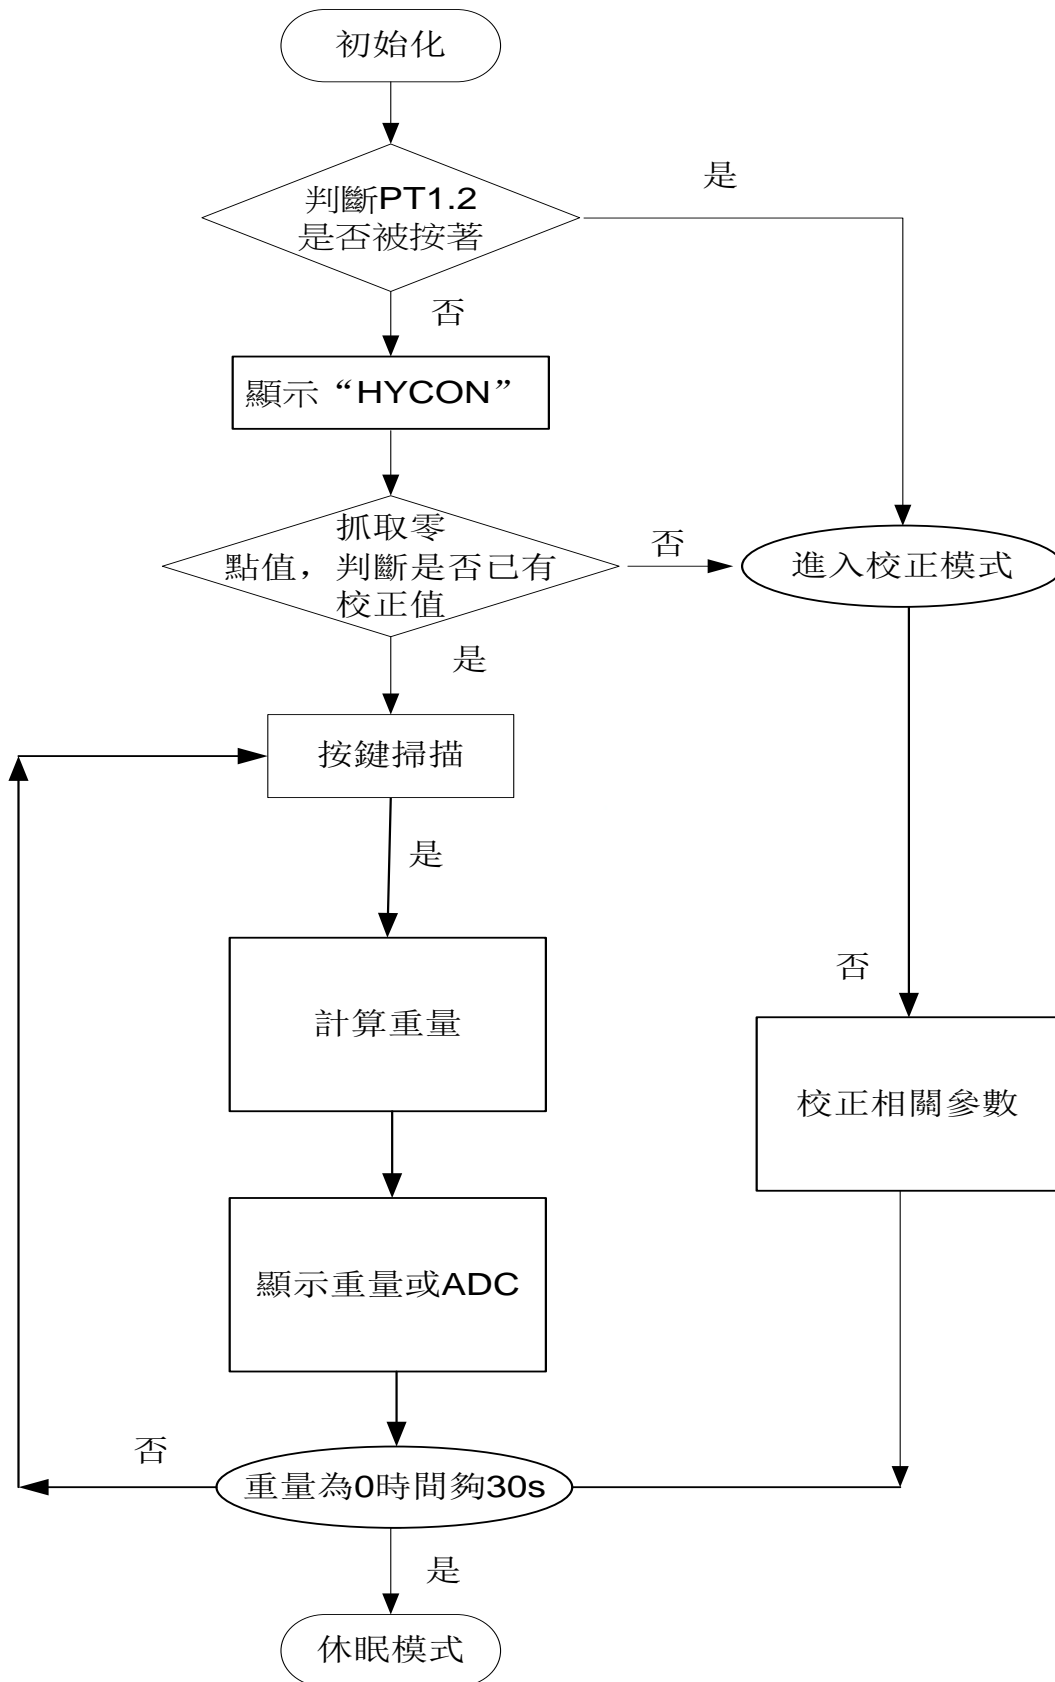 初始化
判斷PT1.2
是否被按著
是
否
顯示“HYCON”
抓取零
點值，判斷是否已有
校正值
否
進入校正模式
是
按鍵掃描
是
計算重量
否
校正相關參數
顯示重量或ADC
否
重量為0時間夠30s
是
休眠模式